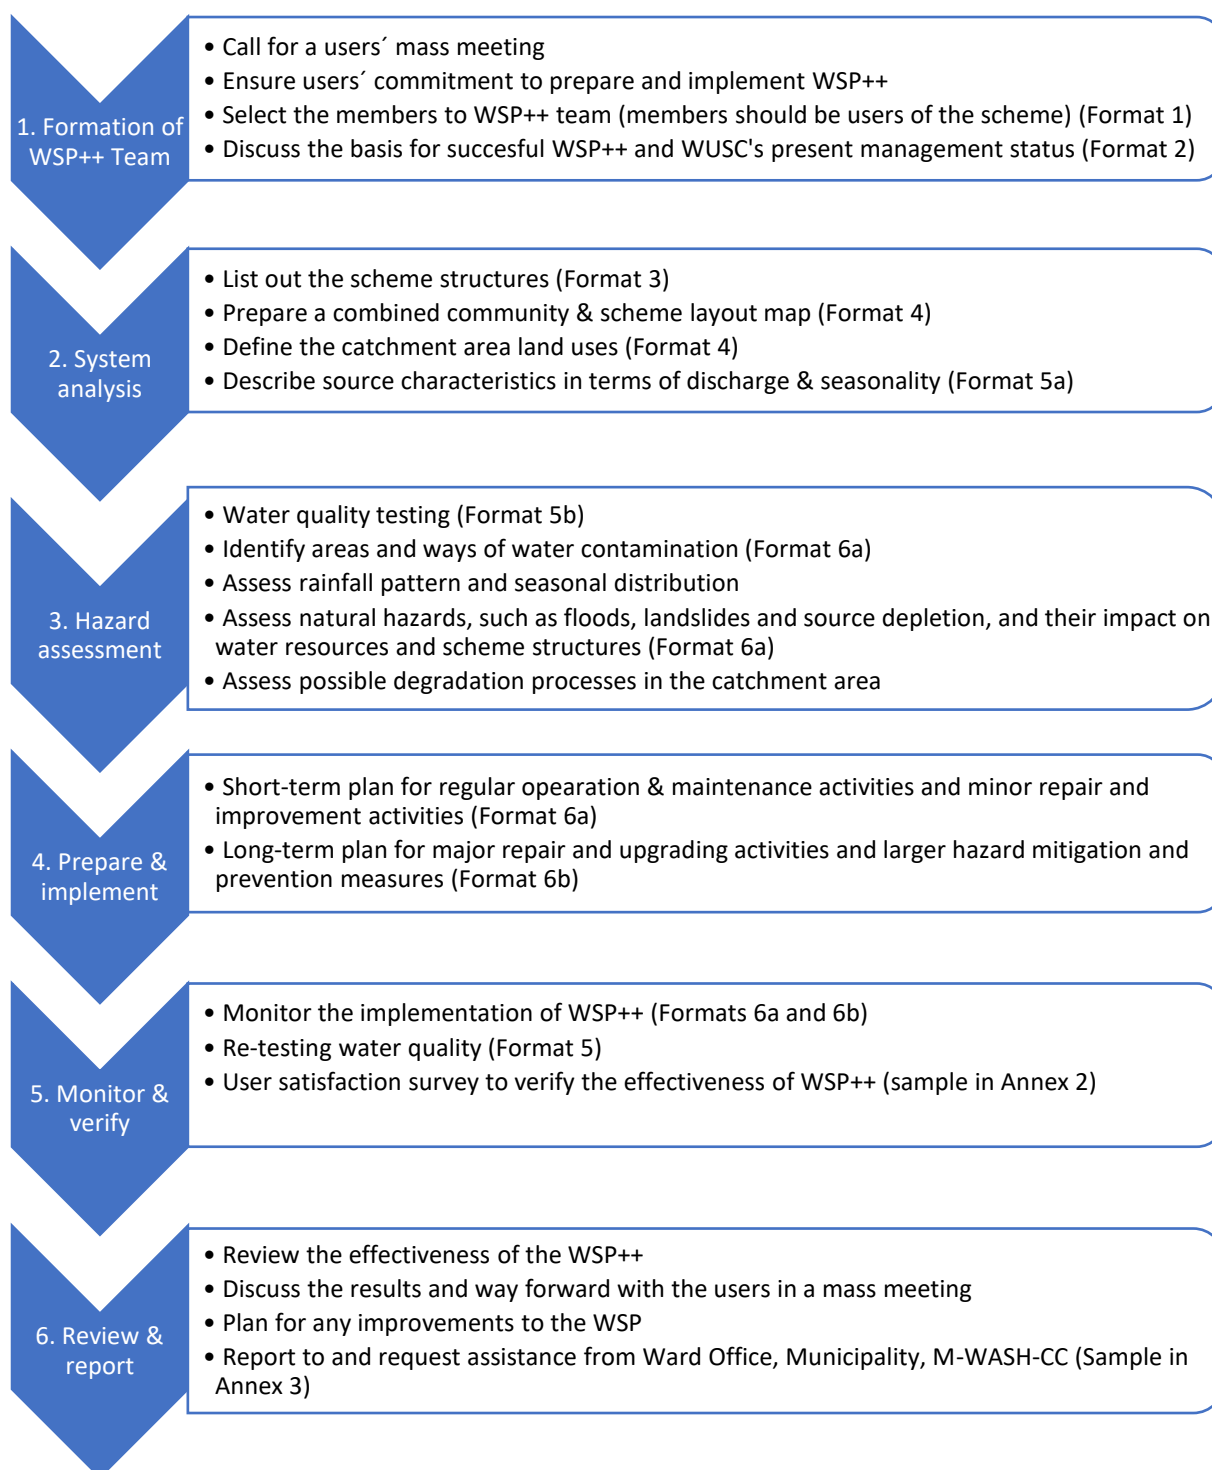 1. Formation of
WSP++ Team
• Call for a users´ mass meeting
• Ensure users´ commitment to prepare and implement WSP++
• Select the members to WSP++ team (members should be users of the scheme) (Format 1)
• Discuss the basis for succesful WSP++ and WUSC's present management status (Format 2)
2. System
analysis
• List out the scheme structures (Format 3)
• Prepare a combined community & scheme layout map (Format 4)
• Define the catchment area land uses (Format 4)
• Describe source characteristics in terms of discharge & seasonality (Format 5a)
3. Hazard
assessment
• Water quality testing (Format 5b)
• Identify areas and ways of water contamination (Format 6a)
• Assess rainfall pattern and seasonal distribution
• Assess natural hazards, such as floods, landslides and source depletion, and their impact on
water resources and scheme structures (Format 6a)
• Assess possible degradation processes in the catchment area
4. Prepare &
implement
• Short-term plan for regular opearation & maintenance activities and minor repair and
improvement activities (Format 6a)
• Long-term plan for major repair and upgrading activities and larger hazard mitigation and
prevention measures (Format 6b)
5. Monitor &
verify
• Monitor the implementation of WSP++ (Formats 6a and 6b)
• Re-testing water quality (Format 5)
• User satisfaction survey to verify the effectiveness of WSP++ (sample in Annex 2)
6. Review &
report
• Review the effectiveness of the WSP++
• Discuss the results and way forward with the users in a mass meeting
• Plan for any improvements to the WSP
• Report to and request assistance from Ward Office, Municipality, M-WASH-CC (Sample in
Annex 3)